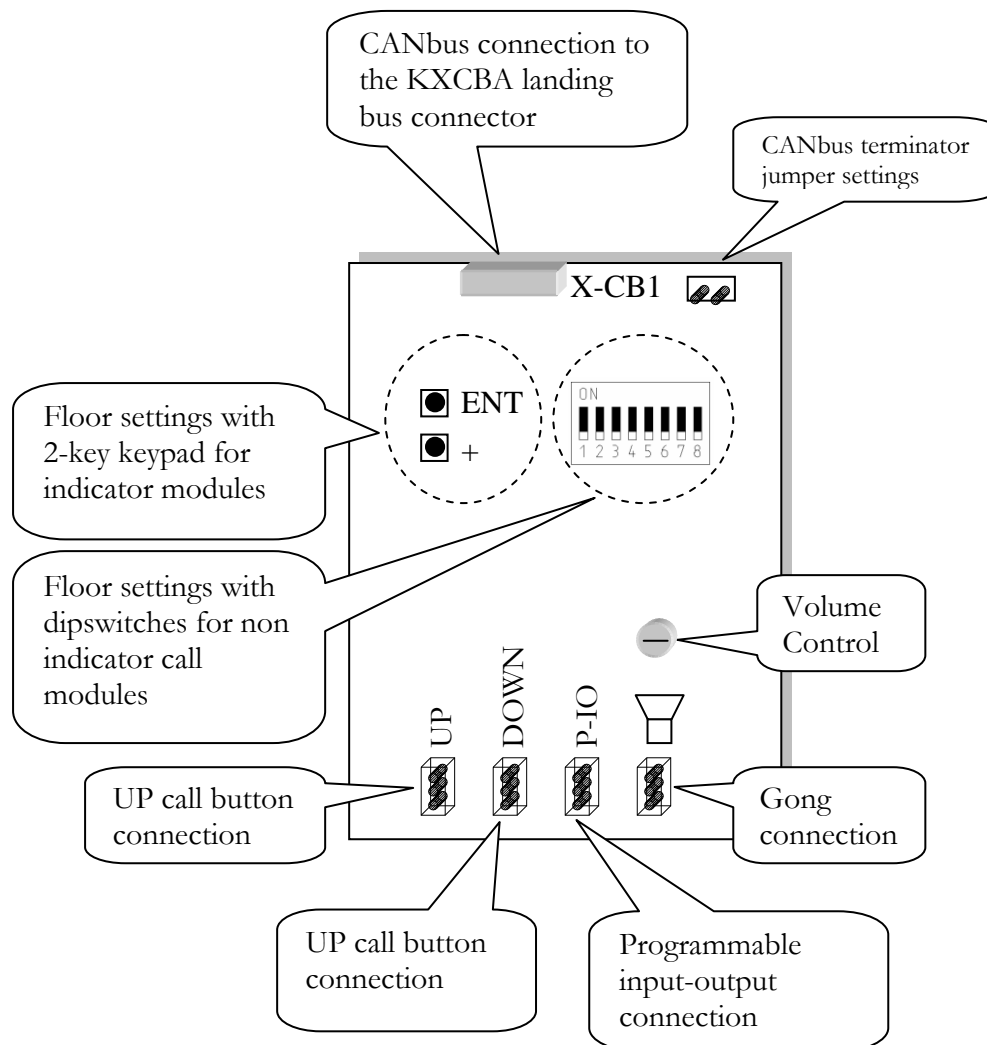 CANbus connection to
the KXCBA landing
bus connector
CANbus terminator
jumper settings
X-CB1
Floor settings with
2-key keypad for
indicator modules
ENT
+
ON
1 2 3 4 5 6 7 8
Floor settings with
dipswitches for non
indicator call
modules
Volume
Control
UP
DOWN
P-IO
UP call button
connection
Gong
connection
UP call button
connection
Programmable
input-output
connection